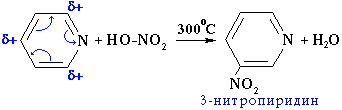 δ+
δ+ N + HO–NO₂ 300°C N + H₂O
δ+
NO₂
3-нитропиридин